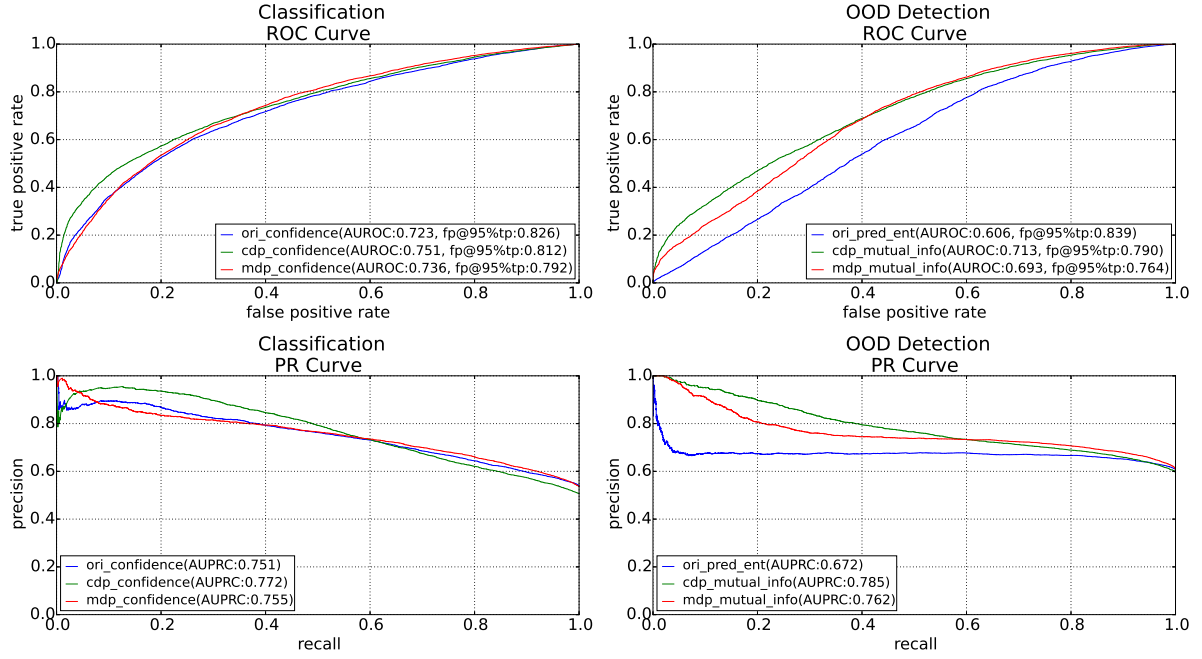 Classification
ROC Curve
1.0
0.8
0.6
0.4
0.2
0.0
true positive rate
ori_confidence(AUROC:0.723, fp@95%tp:0.826)
cdp_confidence(AUROC:0.751, fp@95%tp:0.812)
mdp_confidence(AUROC:0.736, fp@95%tp:0.792)
0.0 0.2 0.4 0.6 0.8 1.0
false positive rate
OOD Detection
ROC Curve
1.0
0.8
0.6
0.4
0.2
0.0
true positive rate
ori_pred_ent(AUROC:0.606, fp@95%tp:0.839)
cdp_mutual_info(AUROC:0.713, fp@95%tp:0.790)
mdp_mutual_info(AUROC:0.693, fp@95%tp:0.764)
0.0 0.2 0.4 0.6 0.8 1.0
false positive rate
Classification
PR Curve
1.0
0.8
0.6
0.4
0.2
0.0
precision
ori_confidence(AUPRC:0.751)
cdp_confidence(AUPRC:0.772)
mdp_confidence(AUPRC:0.755)
0.0 0.2 0.4 0.6 0.8 1.0
recall
OOD Detection
PR Curve
1.0
0.8
0.6
0.4
0.2
0.0
precision
ori_pred_ent(AUPRC:0.672)
cdp_mutual_info(AUPRC:0.785)
mdp_mutual_info(AUPRC:0.762)
0.0 0.2 0.4 0.6 0.8 1.0
recall